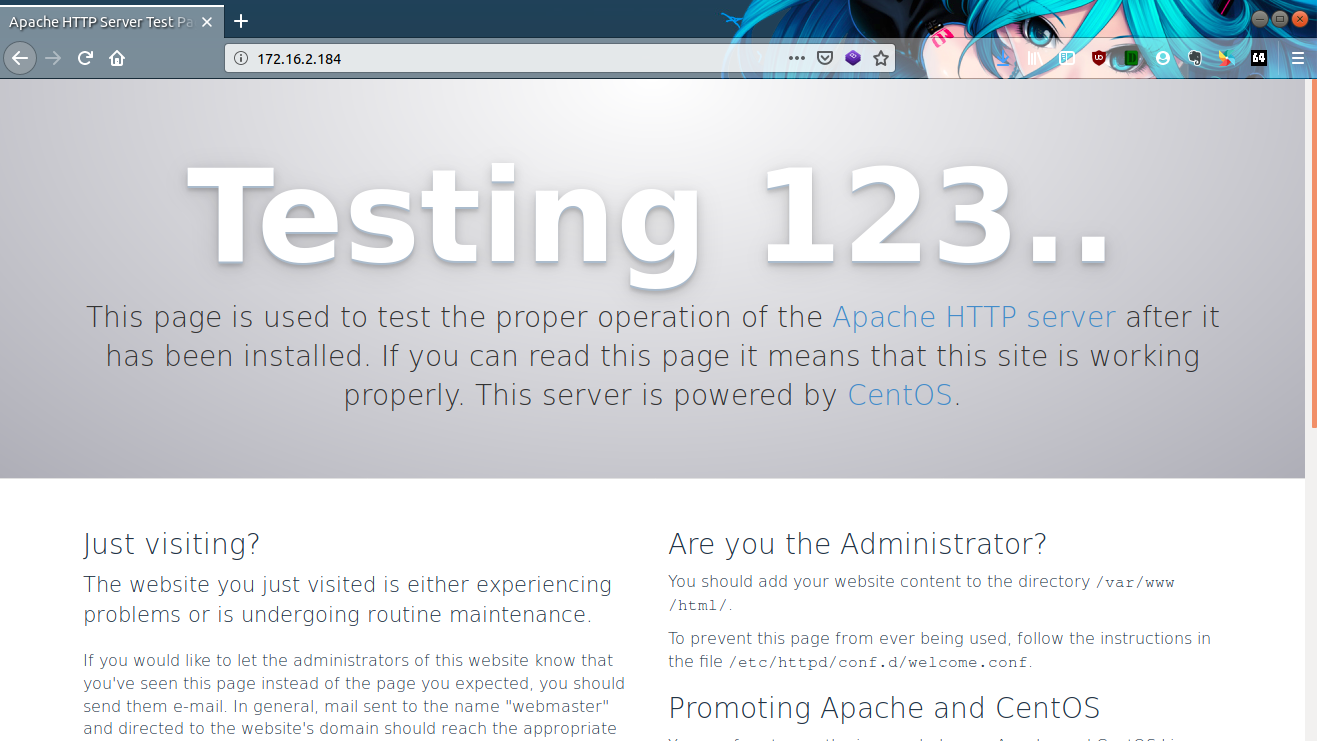 Apache HTTP Server Test Pa
172.16.2.184
64
Testing 123..
This page is used to test the proper operation of the Apache HTTP server after it
has been installed. If you can read this page it means that this site is working
properly. This server is powered by CentOS.
Just visiting?
The website you just visited is either experiencing
problems or is undergoing routine maintenance.
If you would like to let the administrators of this website know that
you've seen this page instead of the page you expected, you should
send them e-mail. In general, mail sent to the name "webmaster"
and directed to the website's domain should reach the appropriate
Are you the Administrator?
You should add your website content to the directory /var/www
/html/.
To prevent this page from ever being used, follow the instructions in
the file /etc/httpd/conf.d/welcome.conf.
Promoting Apache and CentOS